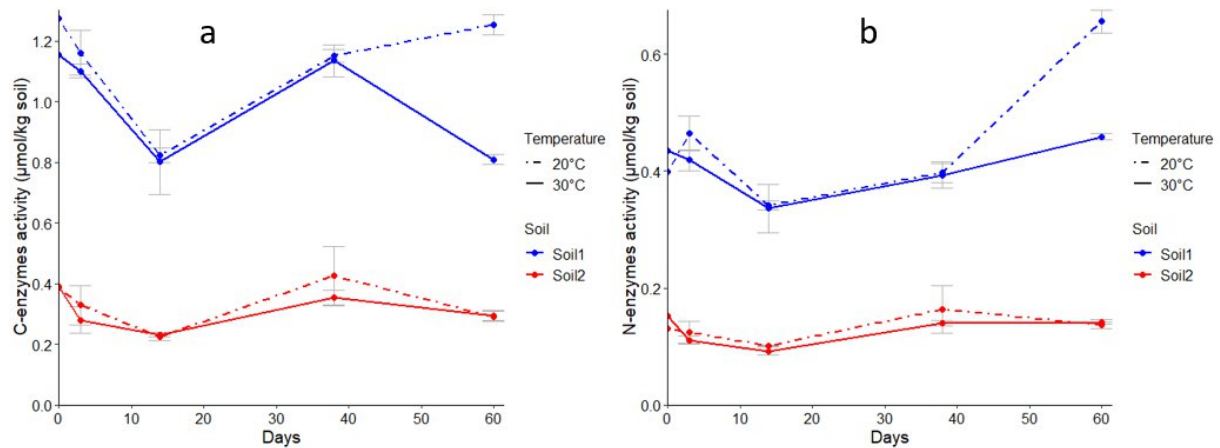 a
C-enzymes activity (µmol/kg soil)
1.2
1.0
0.8
0.6
0.4
0.2
0.0
0 10 20 30 40 50 60
Days
Temperature
20°C
30°C
Soil
Soil1
Soil2
b
N-enzymes activity (µmol/kg soil)
0.6
0.4
0.2
0.0
0 10 20 30 40 50 60
Days
Temperature
20°C
30°C
Soil
Soil1
Soil2